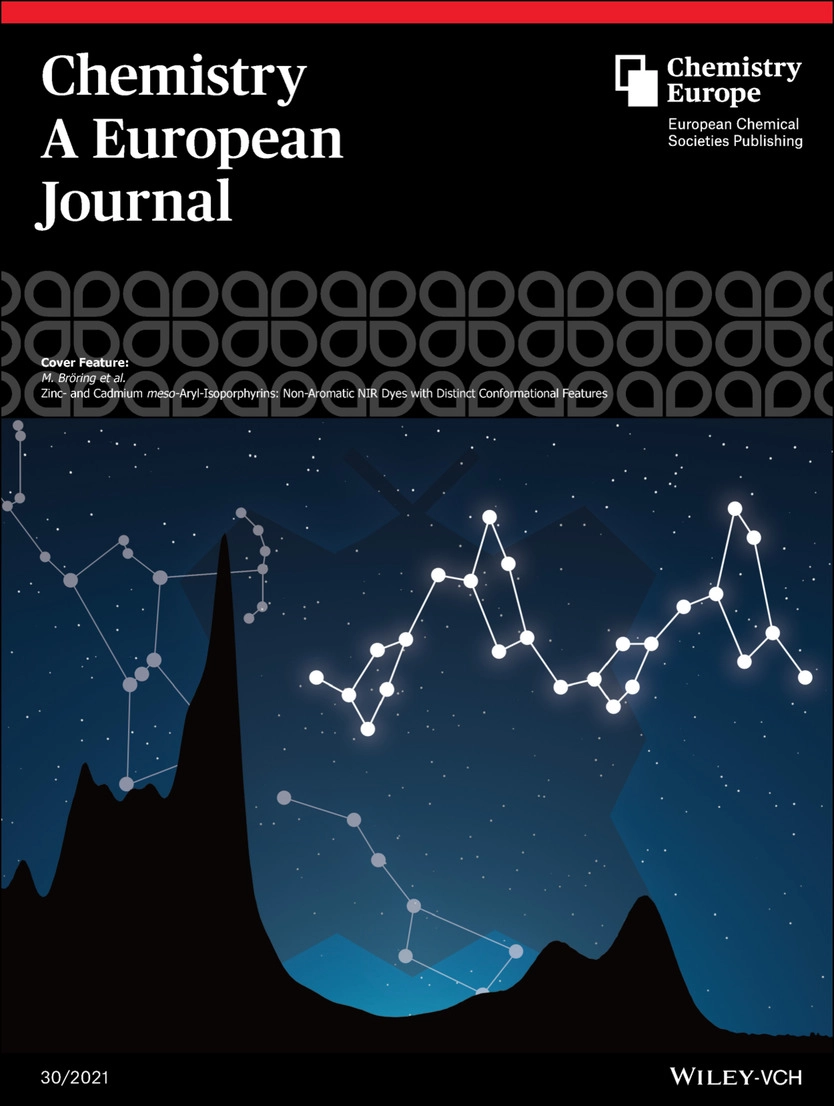 Chemistry
A European
Journal
Chemistry
Europe
European Chemical
Societies Publishing
Cover Feature:
M. Bröring et al.
Zinc- and Cadmium meso-Aryl-Isoporphyrins: Non-Aromatic NIR Dyes with Distinct Conformational Features
30/2021
WILEY-VCH